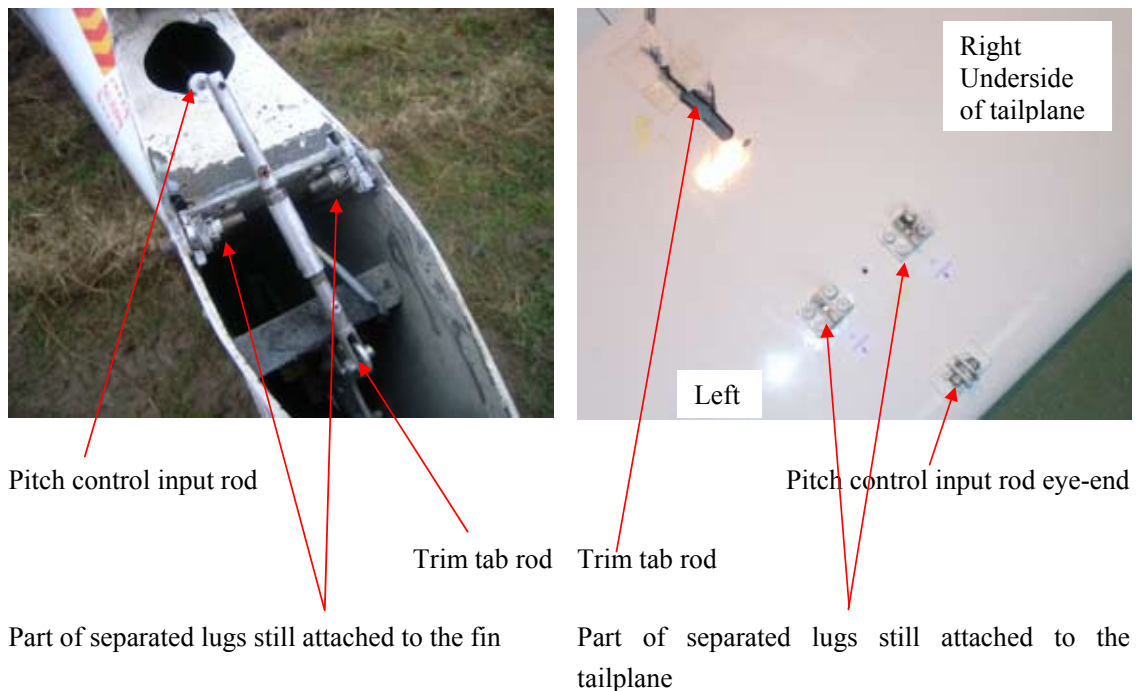 Right
Underside
of tailplane
Left
Pitch control input rod
Pitch control input rod eye-end
Trim tab rod
Trim tab rod
Part of separated lugs still attached to the fin
Part of separated lugs still attached to the
tailplane